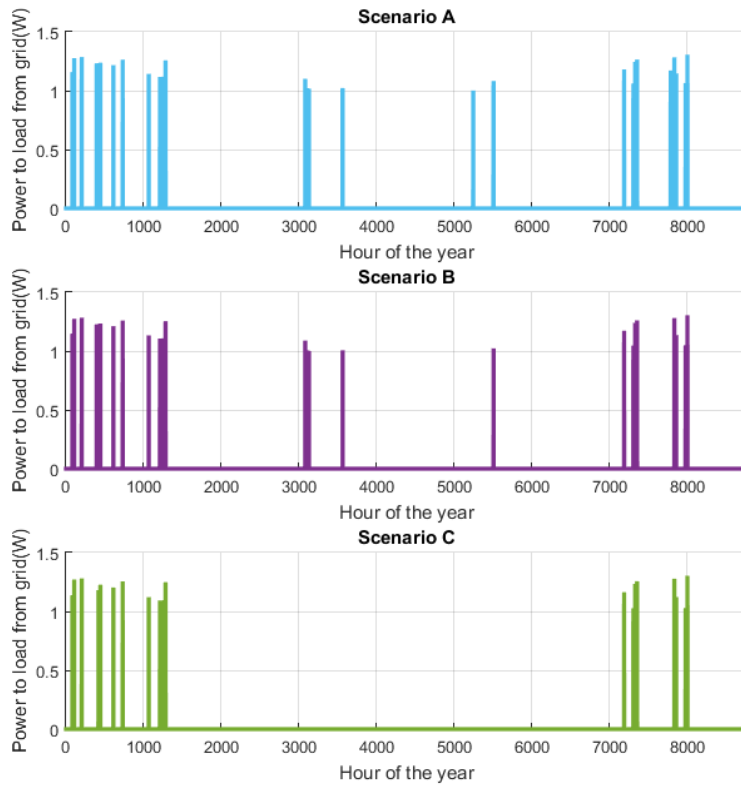 Scenario A
Power to load from grid(W)
1.5
1
0.5
0
0 1000 2000 3000 4000 5000 6000 7000 8000
Hour of the year
Scenario B
Power to load from grid(W)
1.5
1
0.5
0
0 1000 2000 3000 4000 5000 6000 7000 8000
Hour of the year
Scenario C
Power to load from grid(W)
1.5
1
0.5
0
0 1000 2000 3000 4000 5000 6000 7000 8000
Hour of the year